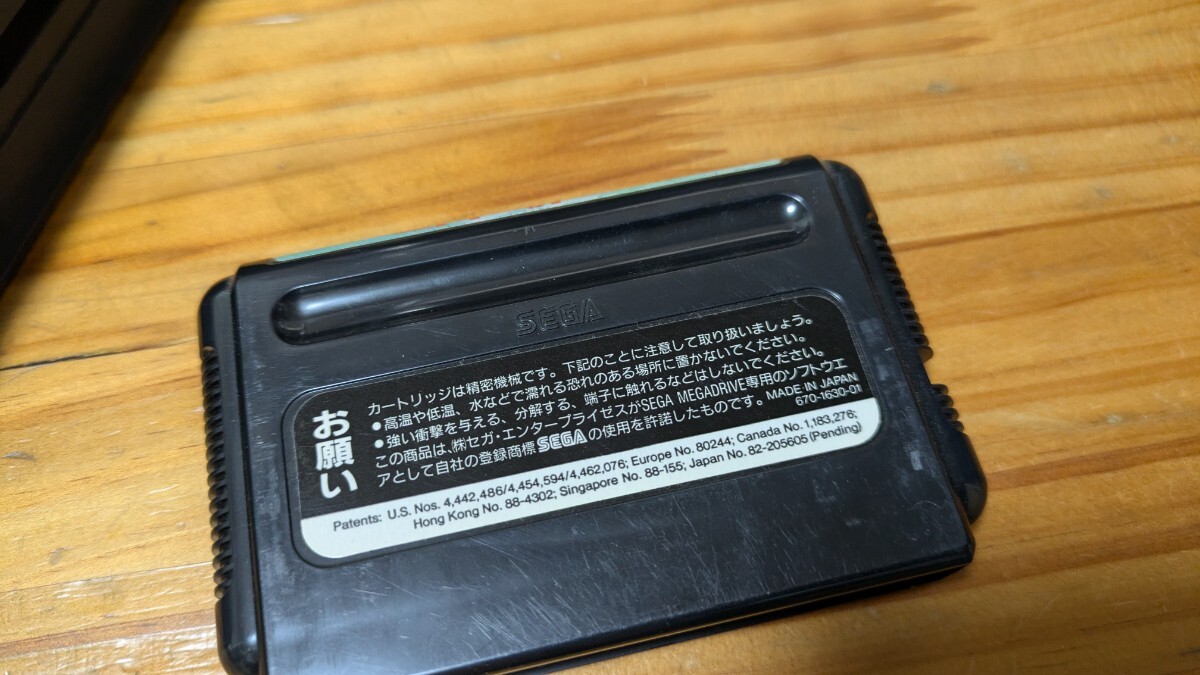 SEGA
お願い
カートリッジは精密機械です。下記のことに注意して取り扱いましょう。
●高温や低温、水などで濡れる恐れのある場所に置かないでください。
●強い衝撃を与える、分解する、端子に触れるなどはしないでください。
この商品は、㈱セガ・エンタープライゼスがSEGA MEGADRIVE専用のソフトウエ
アとして自社の登録商標SEGAの使用を許諾したものです。MADE IN JAPAN
670-1630-01
Patents: U.S. Nos. 4,442,486/4,454,594/4,462,076; Europe No. 80244; Canada No. 1,183,276;
Hong Kong No. 88-4302; Singapore No. 88-155; Japan No. 82-205605 (Pending)